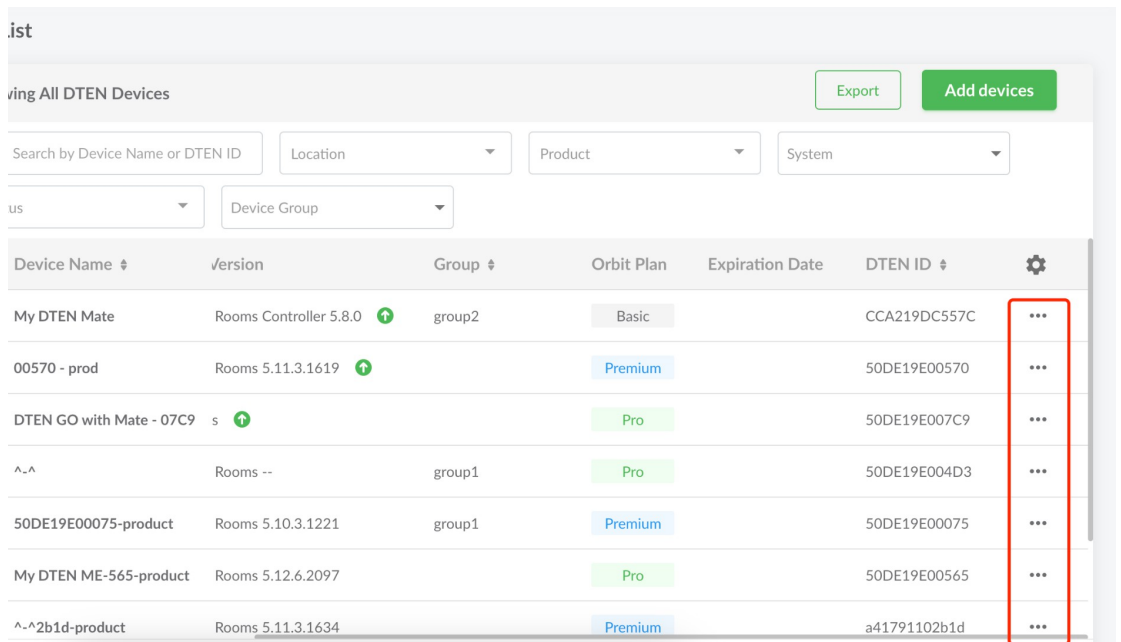 List
Showing All DTEN Devices
Export
Add devices
Search by Device Name or DTEN ID
Location
Product
System
us
Device Group
Device Name
Version
Group
Orbit Plan
Expiration Date
DTEN ID
My DTEN Mate Rooms Controller 5.8.0 group2 Basic CCA219DC557C ...
00570 - prod Rooms 5.11.3.1619 Premium 50DE19E00570 ...
DTEN GO with Mate - 07C9 s Pro 50DE19E007C9 ...
^-^ Rooms -- group1 Pro 50DE19E004D3 ...
50DE19E00075-product Rooms 5.10.3.1221 group1 Premium 50DE19E00075 ...
My DTEN ME-565-product Rooms 5.12.6.2097 Pro 50DE19E00565 ...
^-^2b1d-product Rooms 5.11.3.1634 Premium a41791102b1d ...